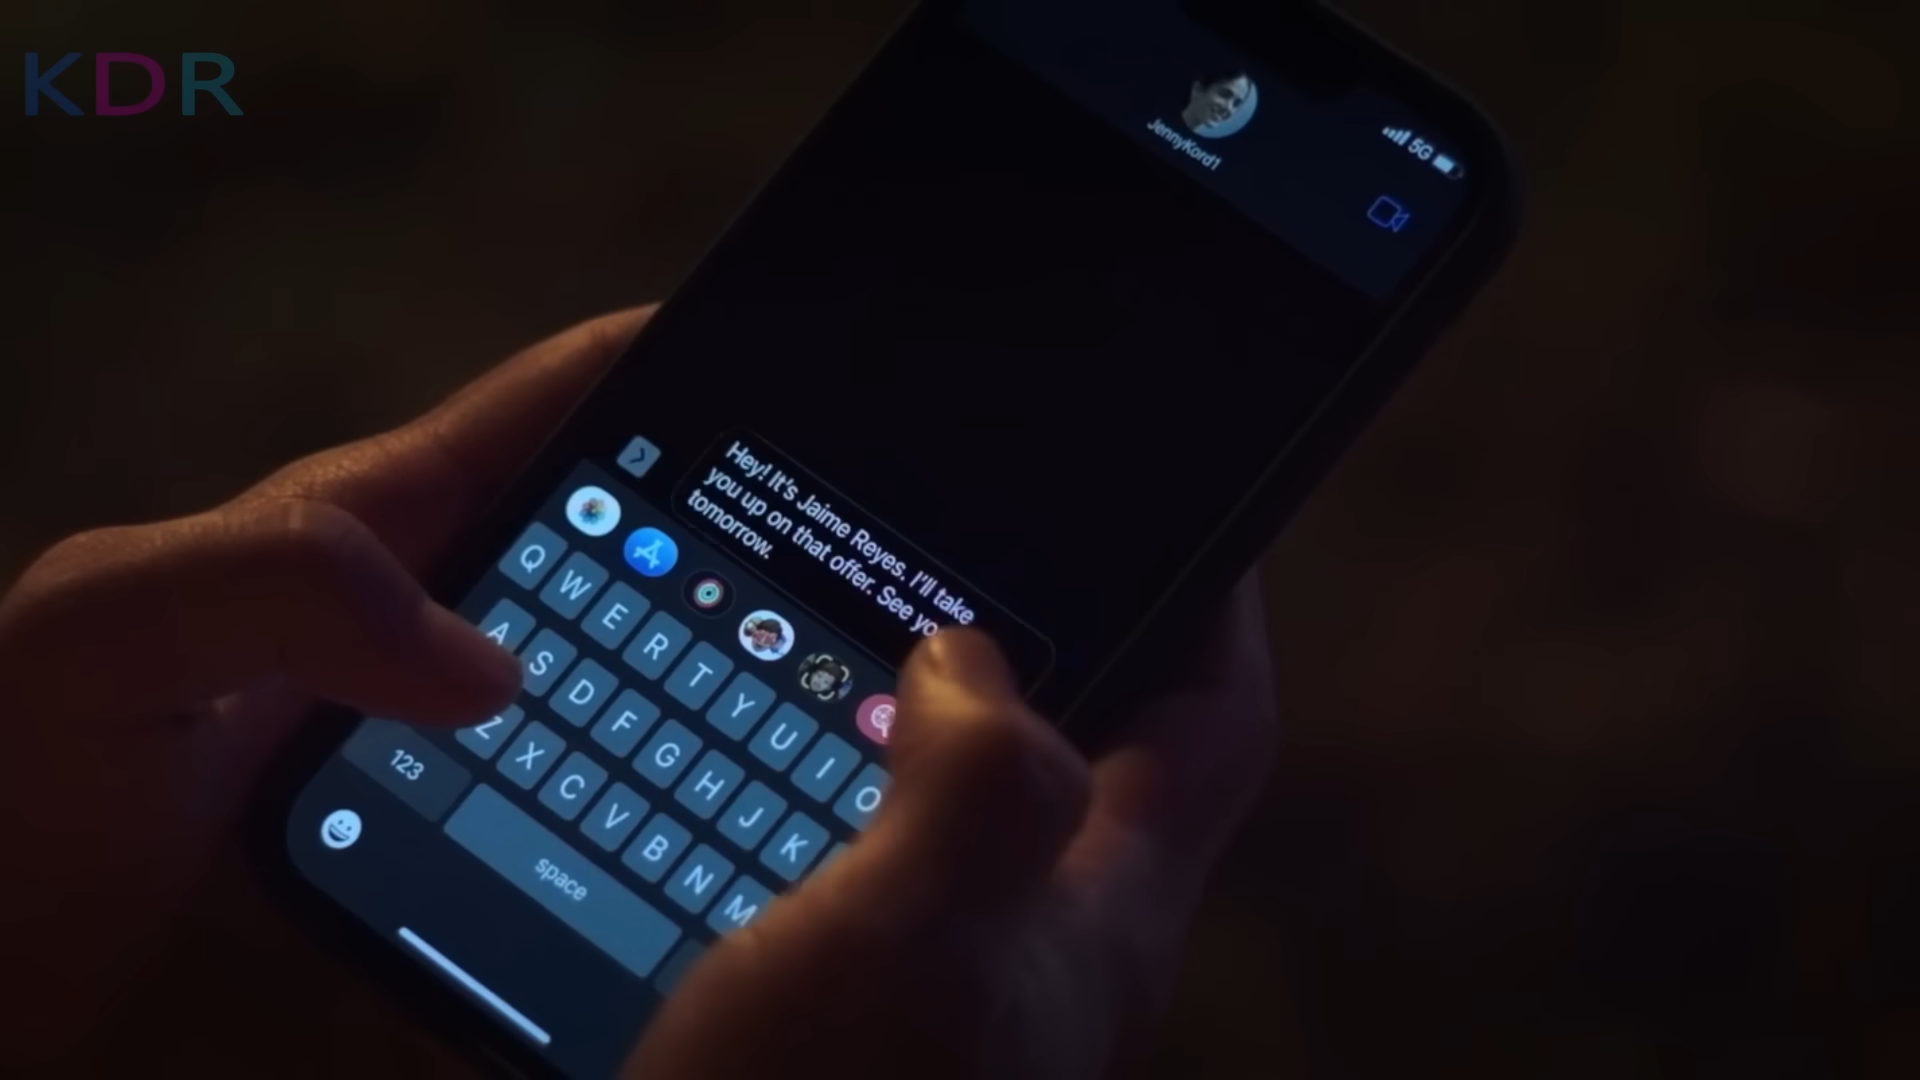 KDR
5G
JennyKord1
Hey! It's Jaime Reyes. I'll take
you up on that offer. See yo
tomorrow.
Q W E R T Y U I O
A S D F G H J K
Z X C V B N M
123
space